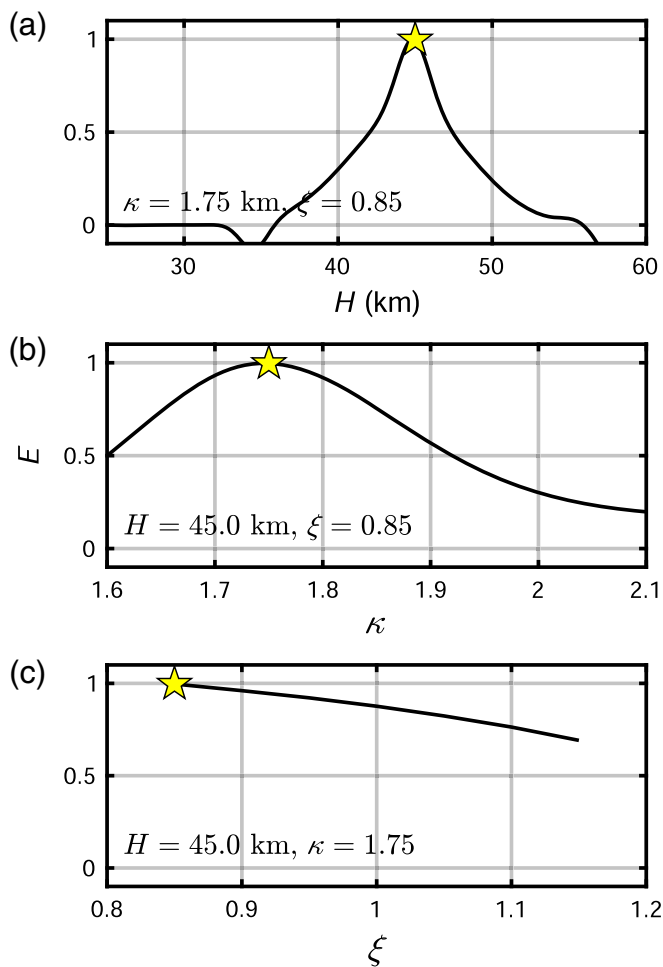 (a)
1
0.5
0
κ = 1.75 km, ξ = 0.85
30 40 50 60
H (km)
(b)
1
0.5
0
E
H = 45.0 km, ξ = 0.85
1.6 1.7 1.8 1.9 2 2.1
κ
(c)
1
0.5
0
H = 45.0 km, κ = 1.75
0.8 0.9 1 1.1 1.2
ξ